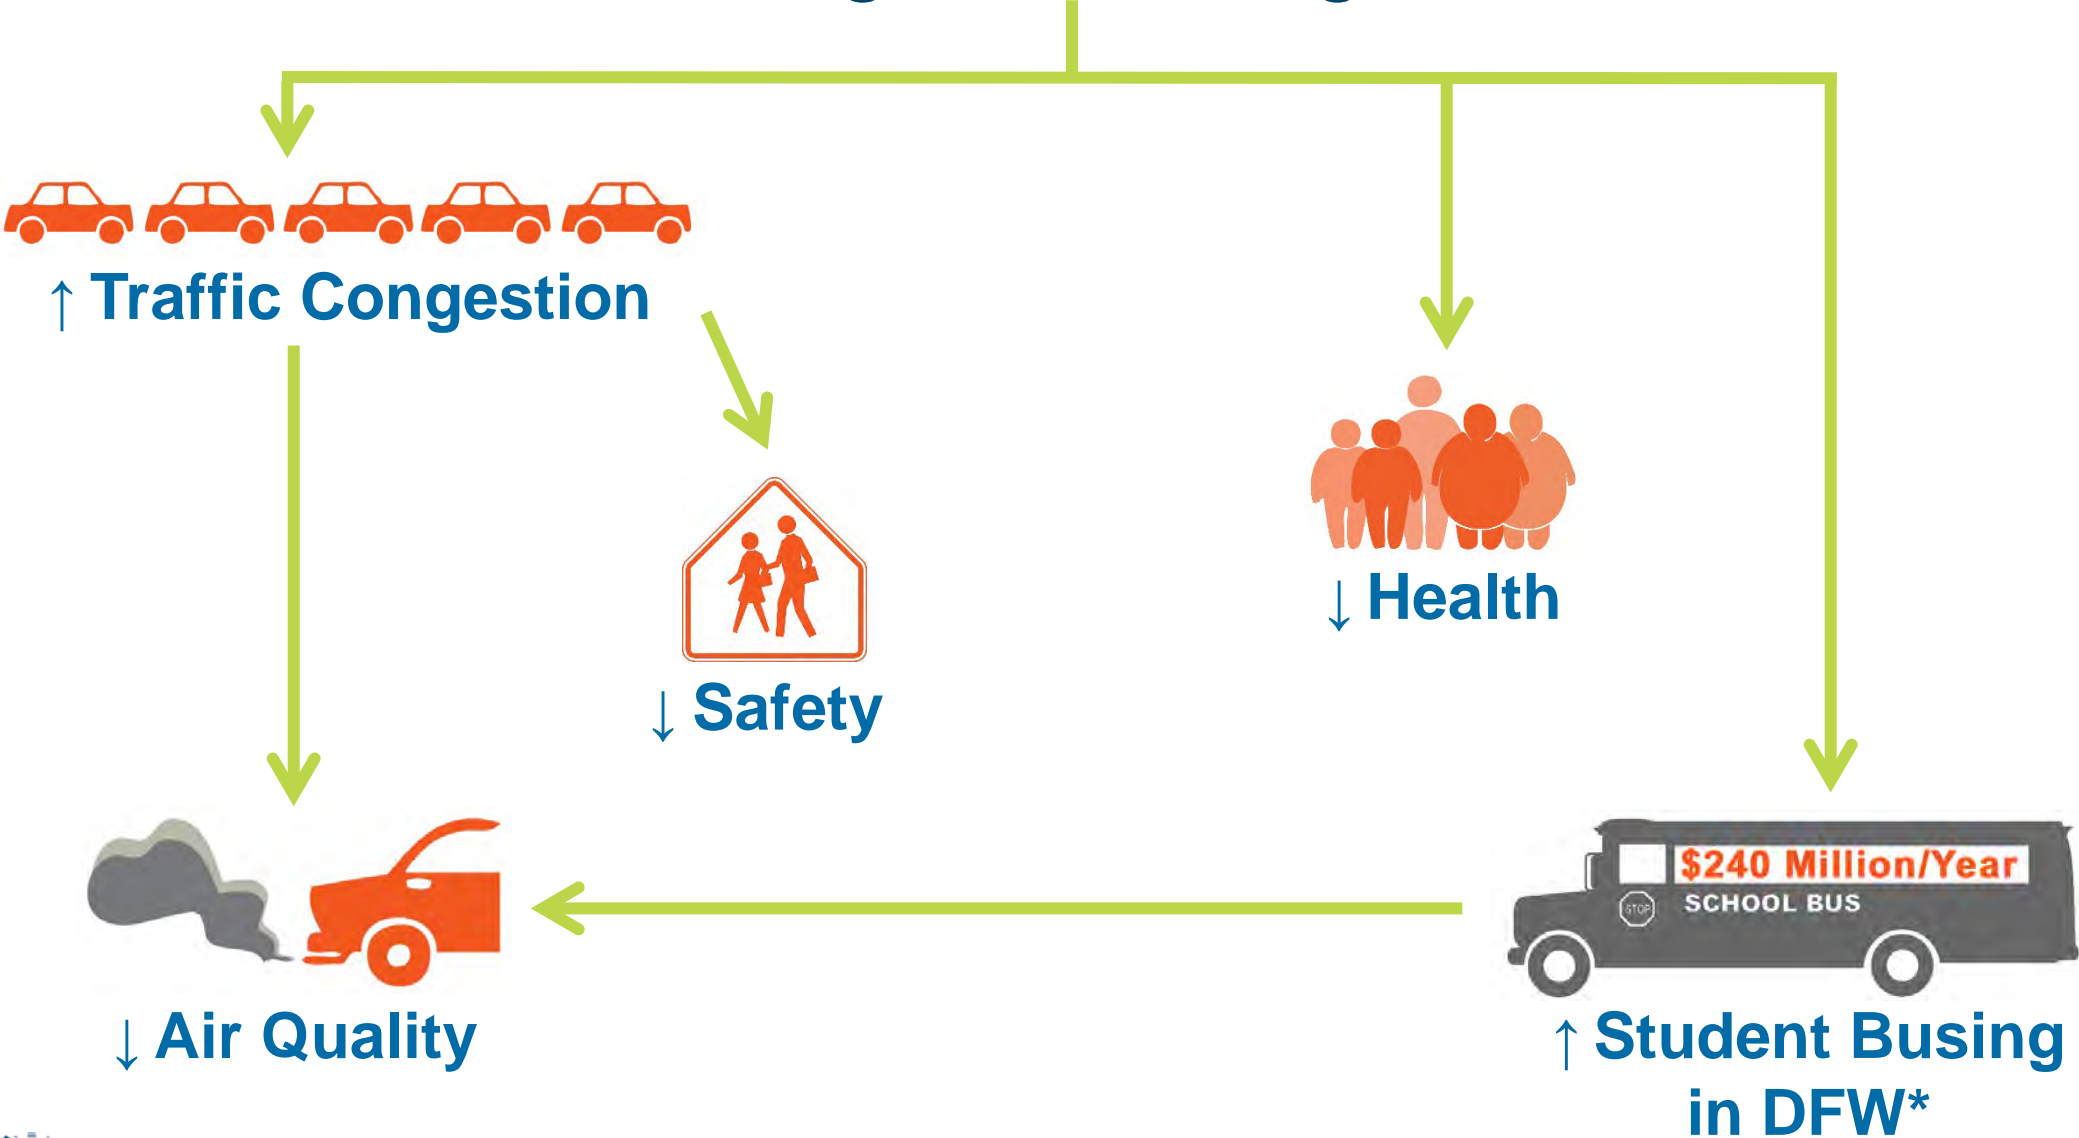 ↑ Traffic Congestion
↓ Health
↓ Safety
$240 Million/Year
SCHOOL BUS
STOP
↓ Air Quality
↑ Student Busing
in DFW*